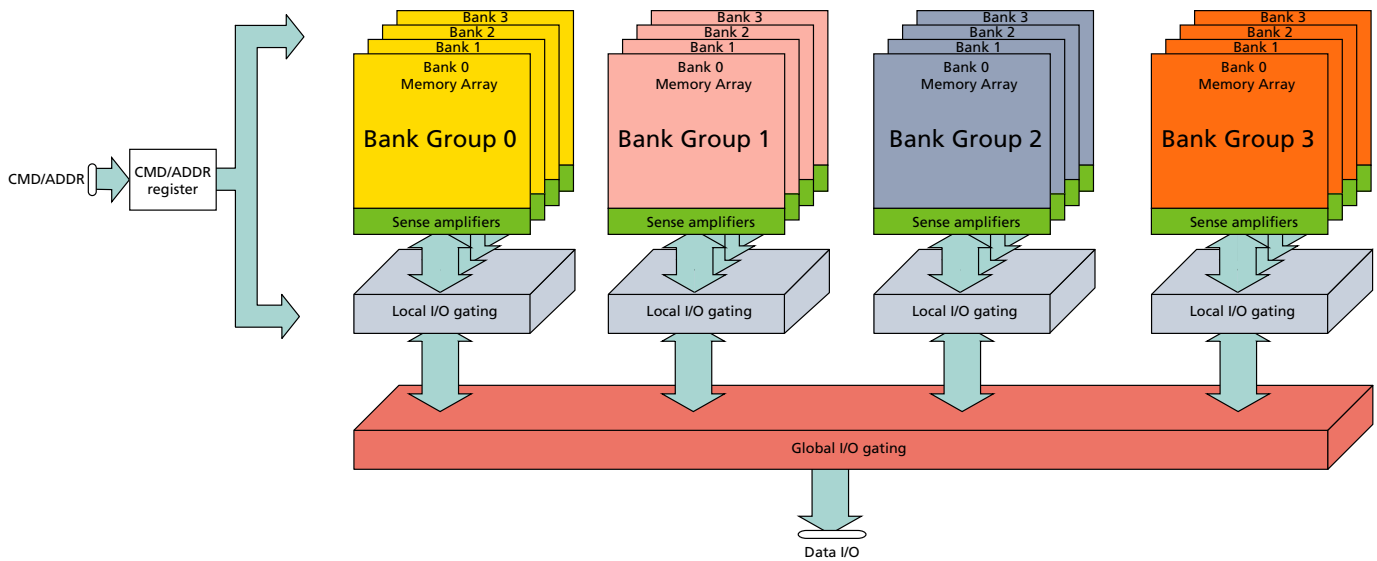 Bank 3
Bank 2
Bank 1
Bank 0
Memory Array
Bank Group 0
Sense amplifiers
Local I/O gating
Bank 3
Bank 2
Bank 1
Bank 0
Memory Array
Bank Group 1
Sense amplifiers
Local I/O gating
Bank 3
Bank 2
Bank 1
Bank 0
Memory Array
Bank Group 2
Sense amplifiers
Local I/O gating
Bank 3
Bank 2
Bank 1
Bank 0
Memory Array
Bank Group 3
Sense amplifiers
Local I/O gating
CMD/ADDR
CMD/ADDR
register
Global I/O gating
Data I/O